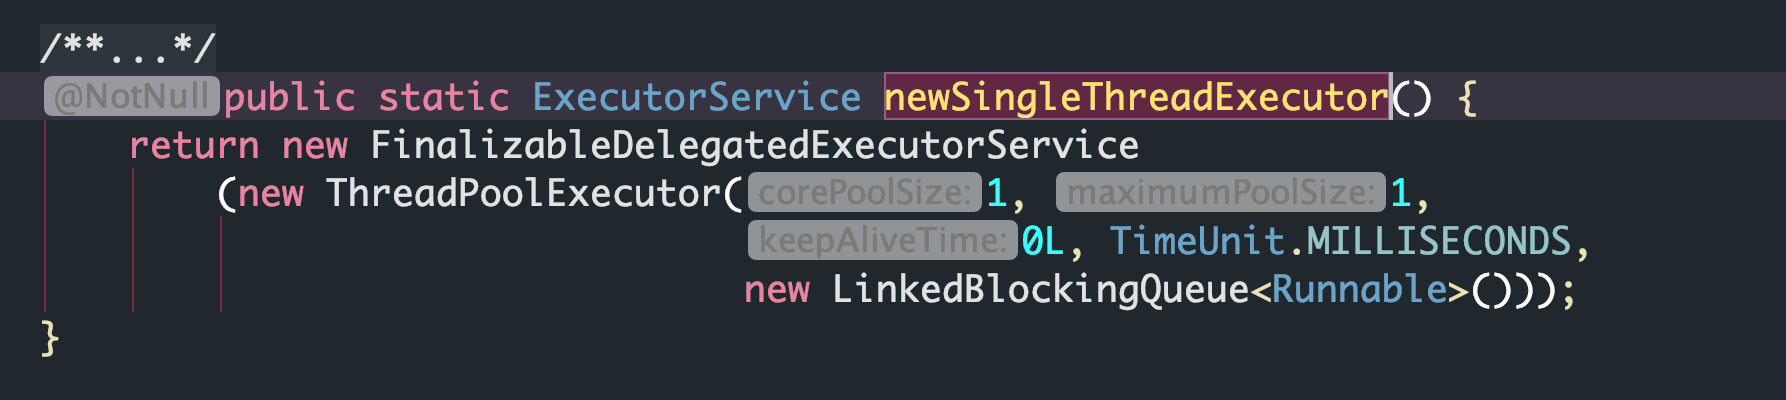 /**...*/
@NotNull public static ExecutorService newSingleThreadExecutor() {
return new FinalizableDelegatedExecutorService
(new ThreadPoolExecutor( corePoolSize: 1, maximumPoolSize: 1,
keepAliveTime: 0L, TimeUnit.MILLISECONDS,
new LinkedBlockingQueue<Runnable>()));
}